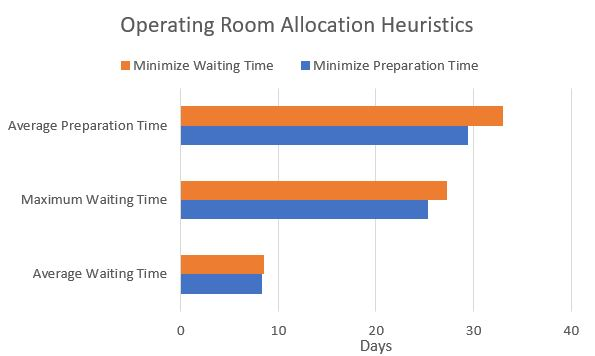 Operating Room Allocation Heuristics
Minimize Waiting Time Minimize Preparation Time
Average Preparation Time
Maximum Waiting Time
Average Waiting Time
0 10 20 30 40
Days